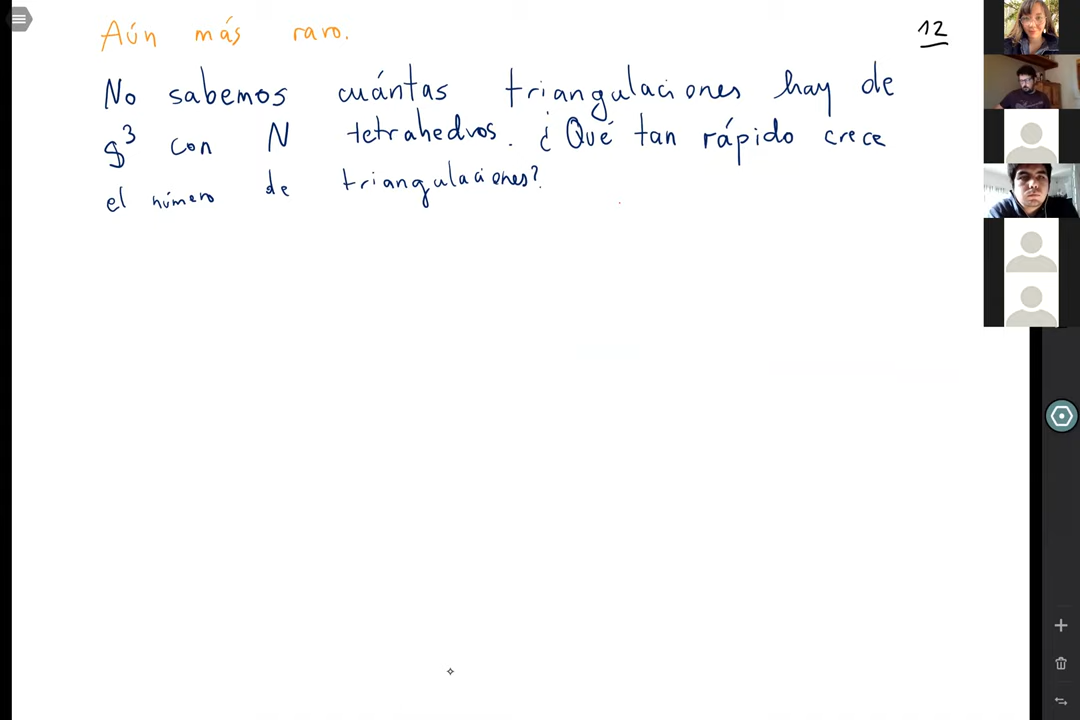 Aún más raro.
12
No sabemos cuántas triangulaciones hay de
S³ con N tetrahedros. ¿Qué tan rápido crece
el número de triangulaciones?